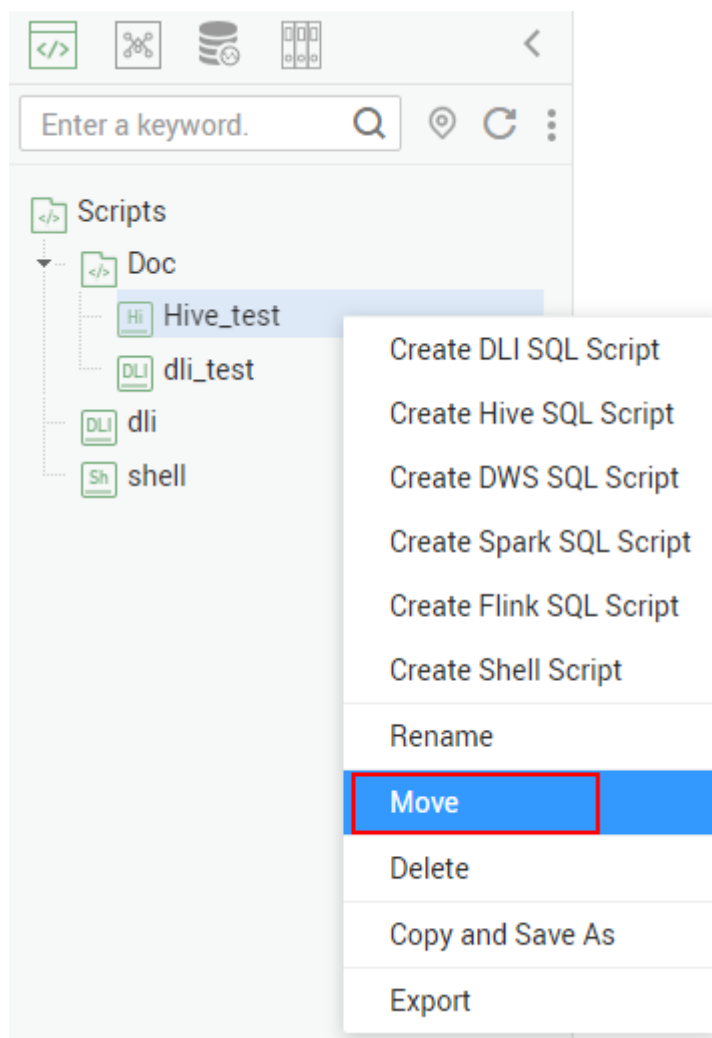 </>
Enter a keyword.
</> Scripts
</> Doc
Hi Hive_test
DLI dli_test
DLI dli
Sh shell
Create DLI SQL Script
Create Hive SQL Script
Create DWS SQL Script
Create Spark SQL Script
Create Flink SQL Script
Create Shell Script
Rename
Move
Delete
Copy and Save As
Export